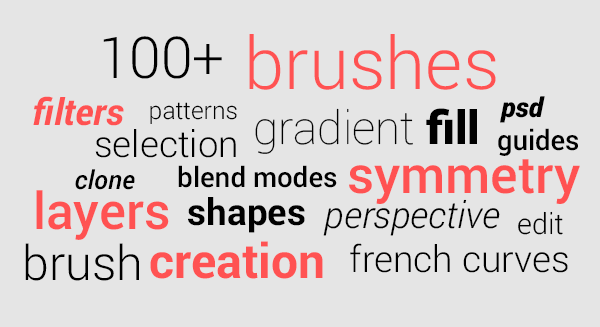 100+ brushes
filters patterns gradient fill psd
selection guides
clone blend modes symmetry
layers shapes perspective edit
brush creation french curves